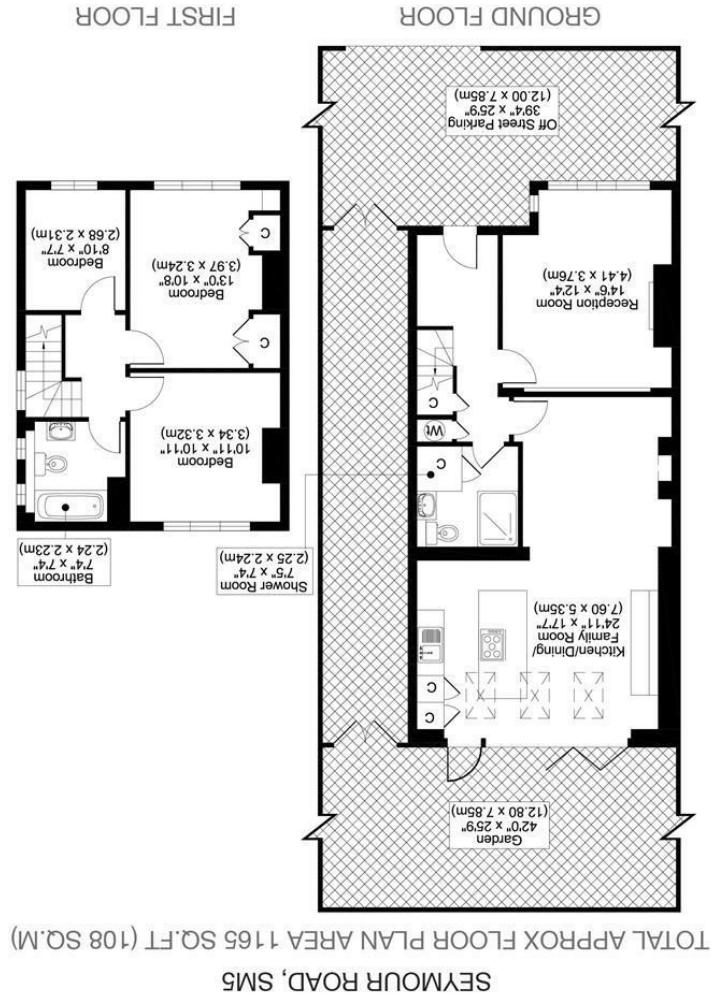 SEYMOUR ROAD, SM5
TOTAL APPROX FLOOR PLAN AREA 1165 SQ.FT (108 SQ.M)
Garden
42'0" x 25'9"
(12.80 x 7.85m)
C
C
Kitchen/Dining/
Family Room
24'11" x 17'7"
(7.60 x 5.35m)
Shower Room
7'5" x 7'4"
(2.25 x 2.24m)
C
Wt
C
Reception Room
14'6" x 12'4"
(4.41 x 3.76m)
Off Street Parking
39'4" x 25'9"
(12.00 x 7.85m)
GROUND FLOOR
Bathroom
7'4" x 7'4"
(2.24 x 2.23m)
Bedroom
10'11" x 10'11"
(3.34 x 3.32m)
C
Bedroom
13'0" x 10'8"
(3.97 x 3.24m)
C
Bedroom
8'10" x 7'7"
(2.68 x 2.31m)
FIRST FLOOR